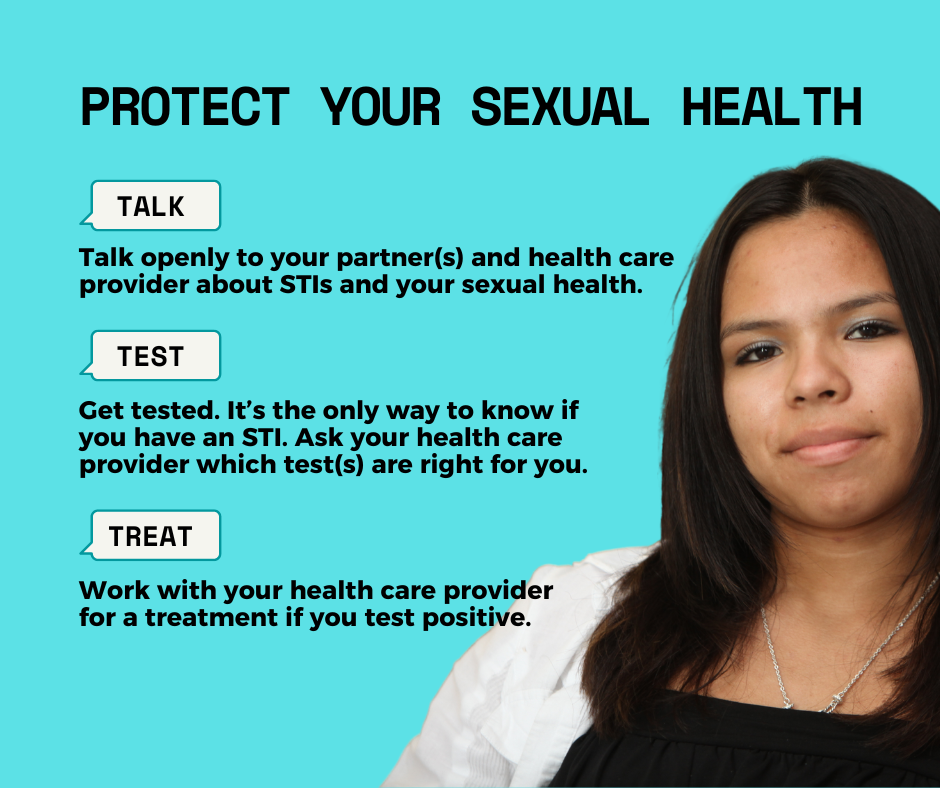 PROTECT YOUR SEXUAL HEALTH
TALK
Talk openly to your partner(s) and health care
provider about STIs and your sexual health.
TEST
Get tested. It’s the only way to know if
you have an STI. Ask your health care
provider which test(s) are right for you.
TREAT
Work with your health care provider
for a treatment if you test positive.